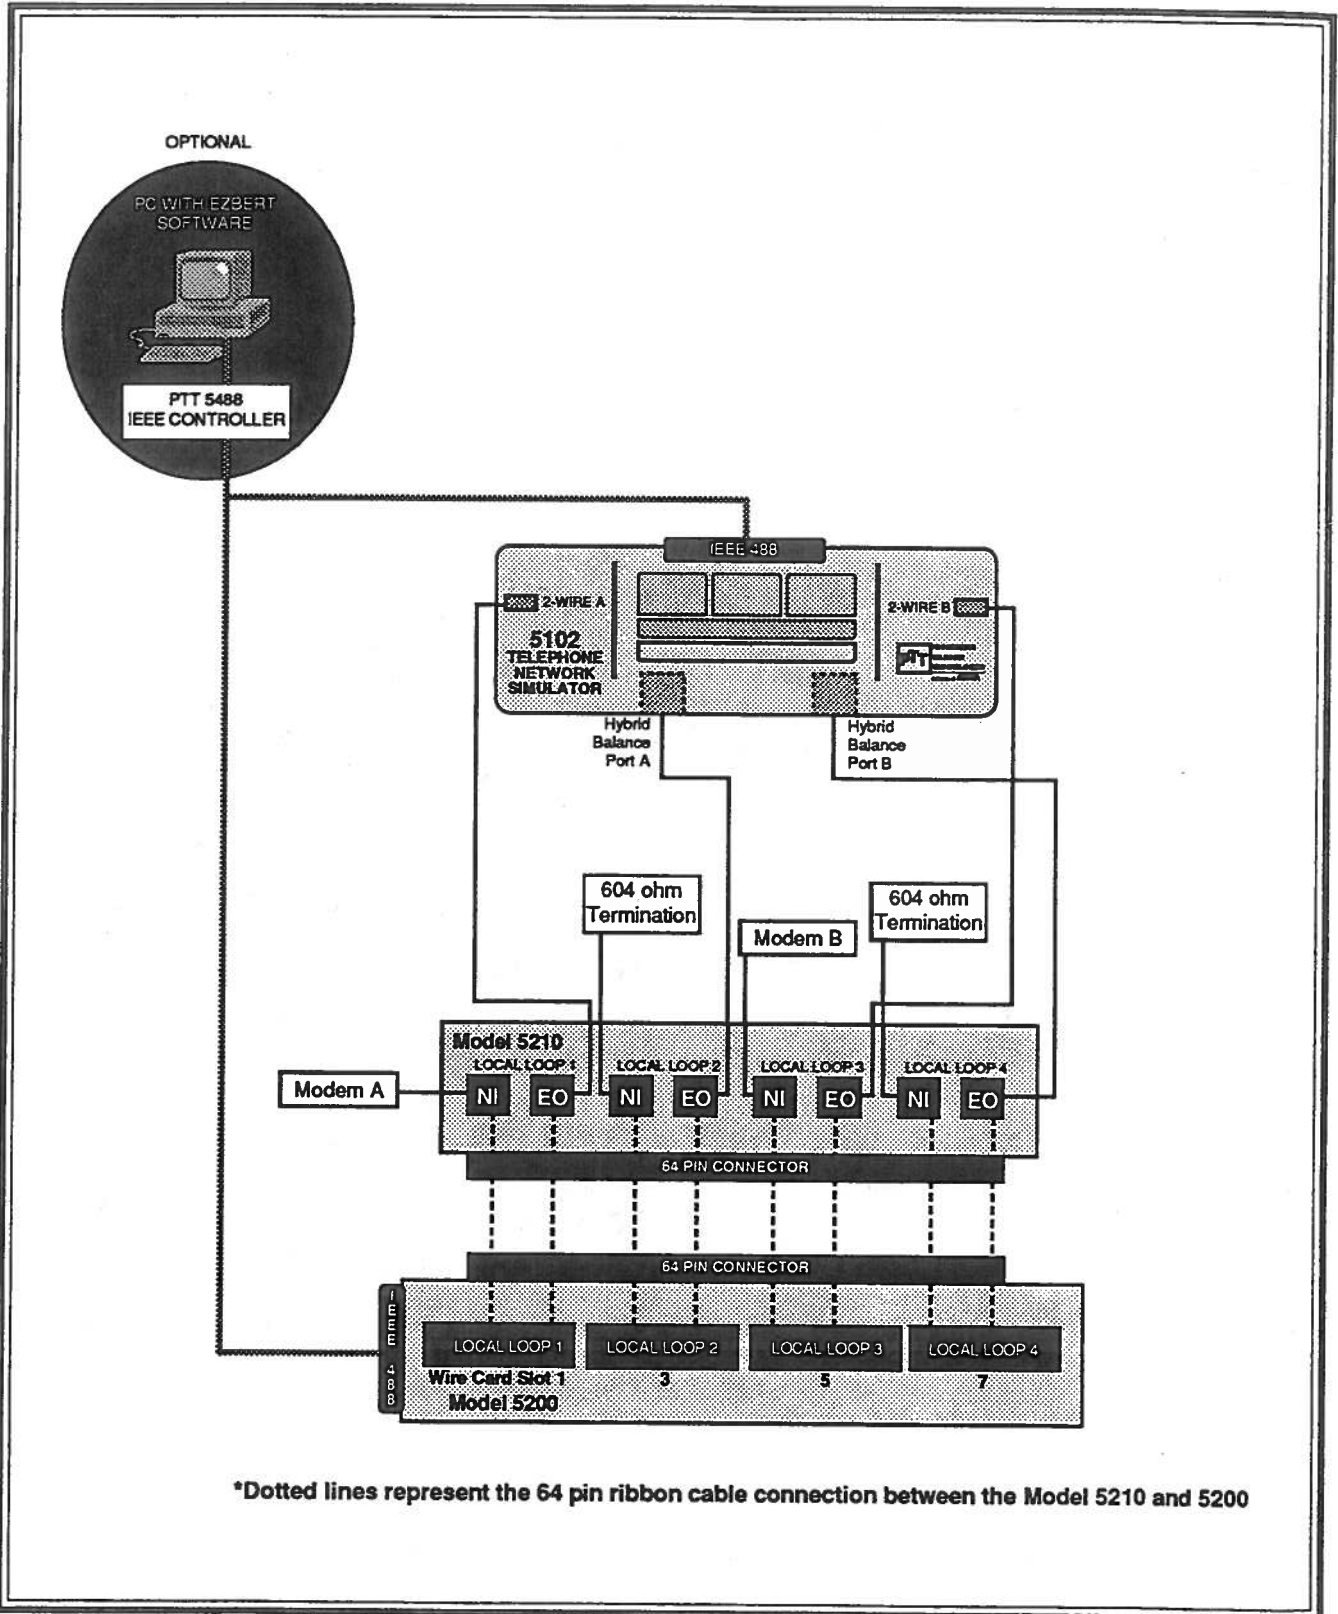 OPTIONAL
PC WITH EZBERT
SOFTWARE
PTT 5488
IEEE CONTROLLER
IEEE 488
2-WIRE A
2-WIRE B
5102
TELEPHONE
NETWORK
SIMULATOR
PTT
Hybrid
Balance
Port A
Hybrid
Balance
Port B
604 ohm
Termination
604 ohm
Termination
Modem B
Model 5210
LOCAL LOOP 1
LOCAL LOOP 2
LOCAL LOOP 3
LOCAL LOOP 4
Modem A
NI
EO
NI
EO
NI
EO
NI
EO
64 PIN CONNECTOR
64 PIN CONNECTOR
IEEE 488
LOCAL LOOP 1
LOCAL LOOP 2
LOCAL LOOP 3
LOCAL LOOP 4
Wire Card Slot 1
3
5
7
Model 5200
*Dotted lines represent the 64 pin ribbon cable connection between the Model 5210 and 5200